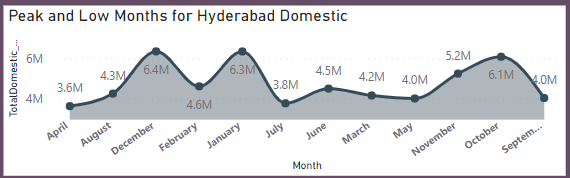 Peak and Low Months for Hyderabad Domestic
TotalDomestic_...
6M
4M
3.6M
4.3M
6.4M
4.6M
6.3M
3.8M
4.5M
4.2M
4.0M
5.2M
6.1M
4.0M
April
August
December
February
January
July
June
March
May
November
October
Septem...
Month